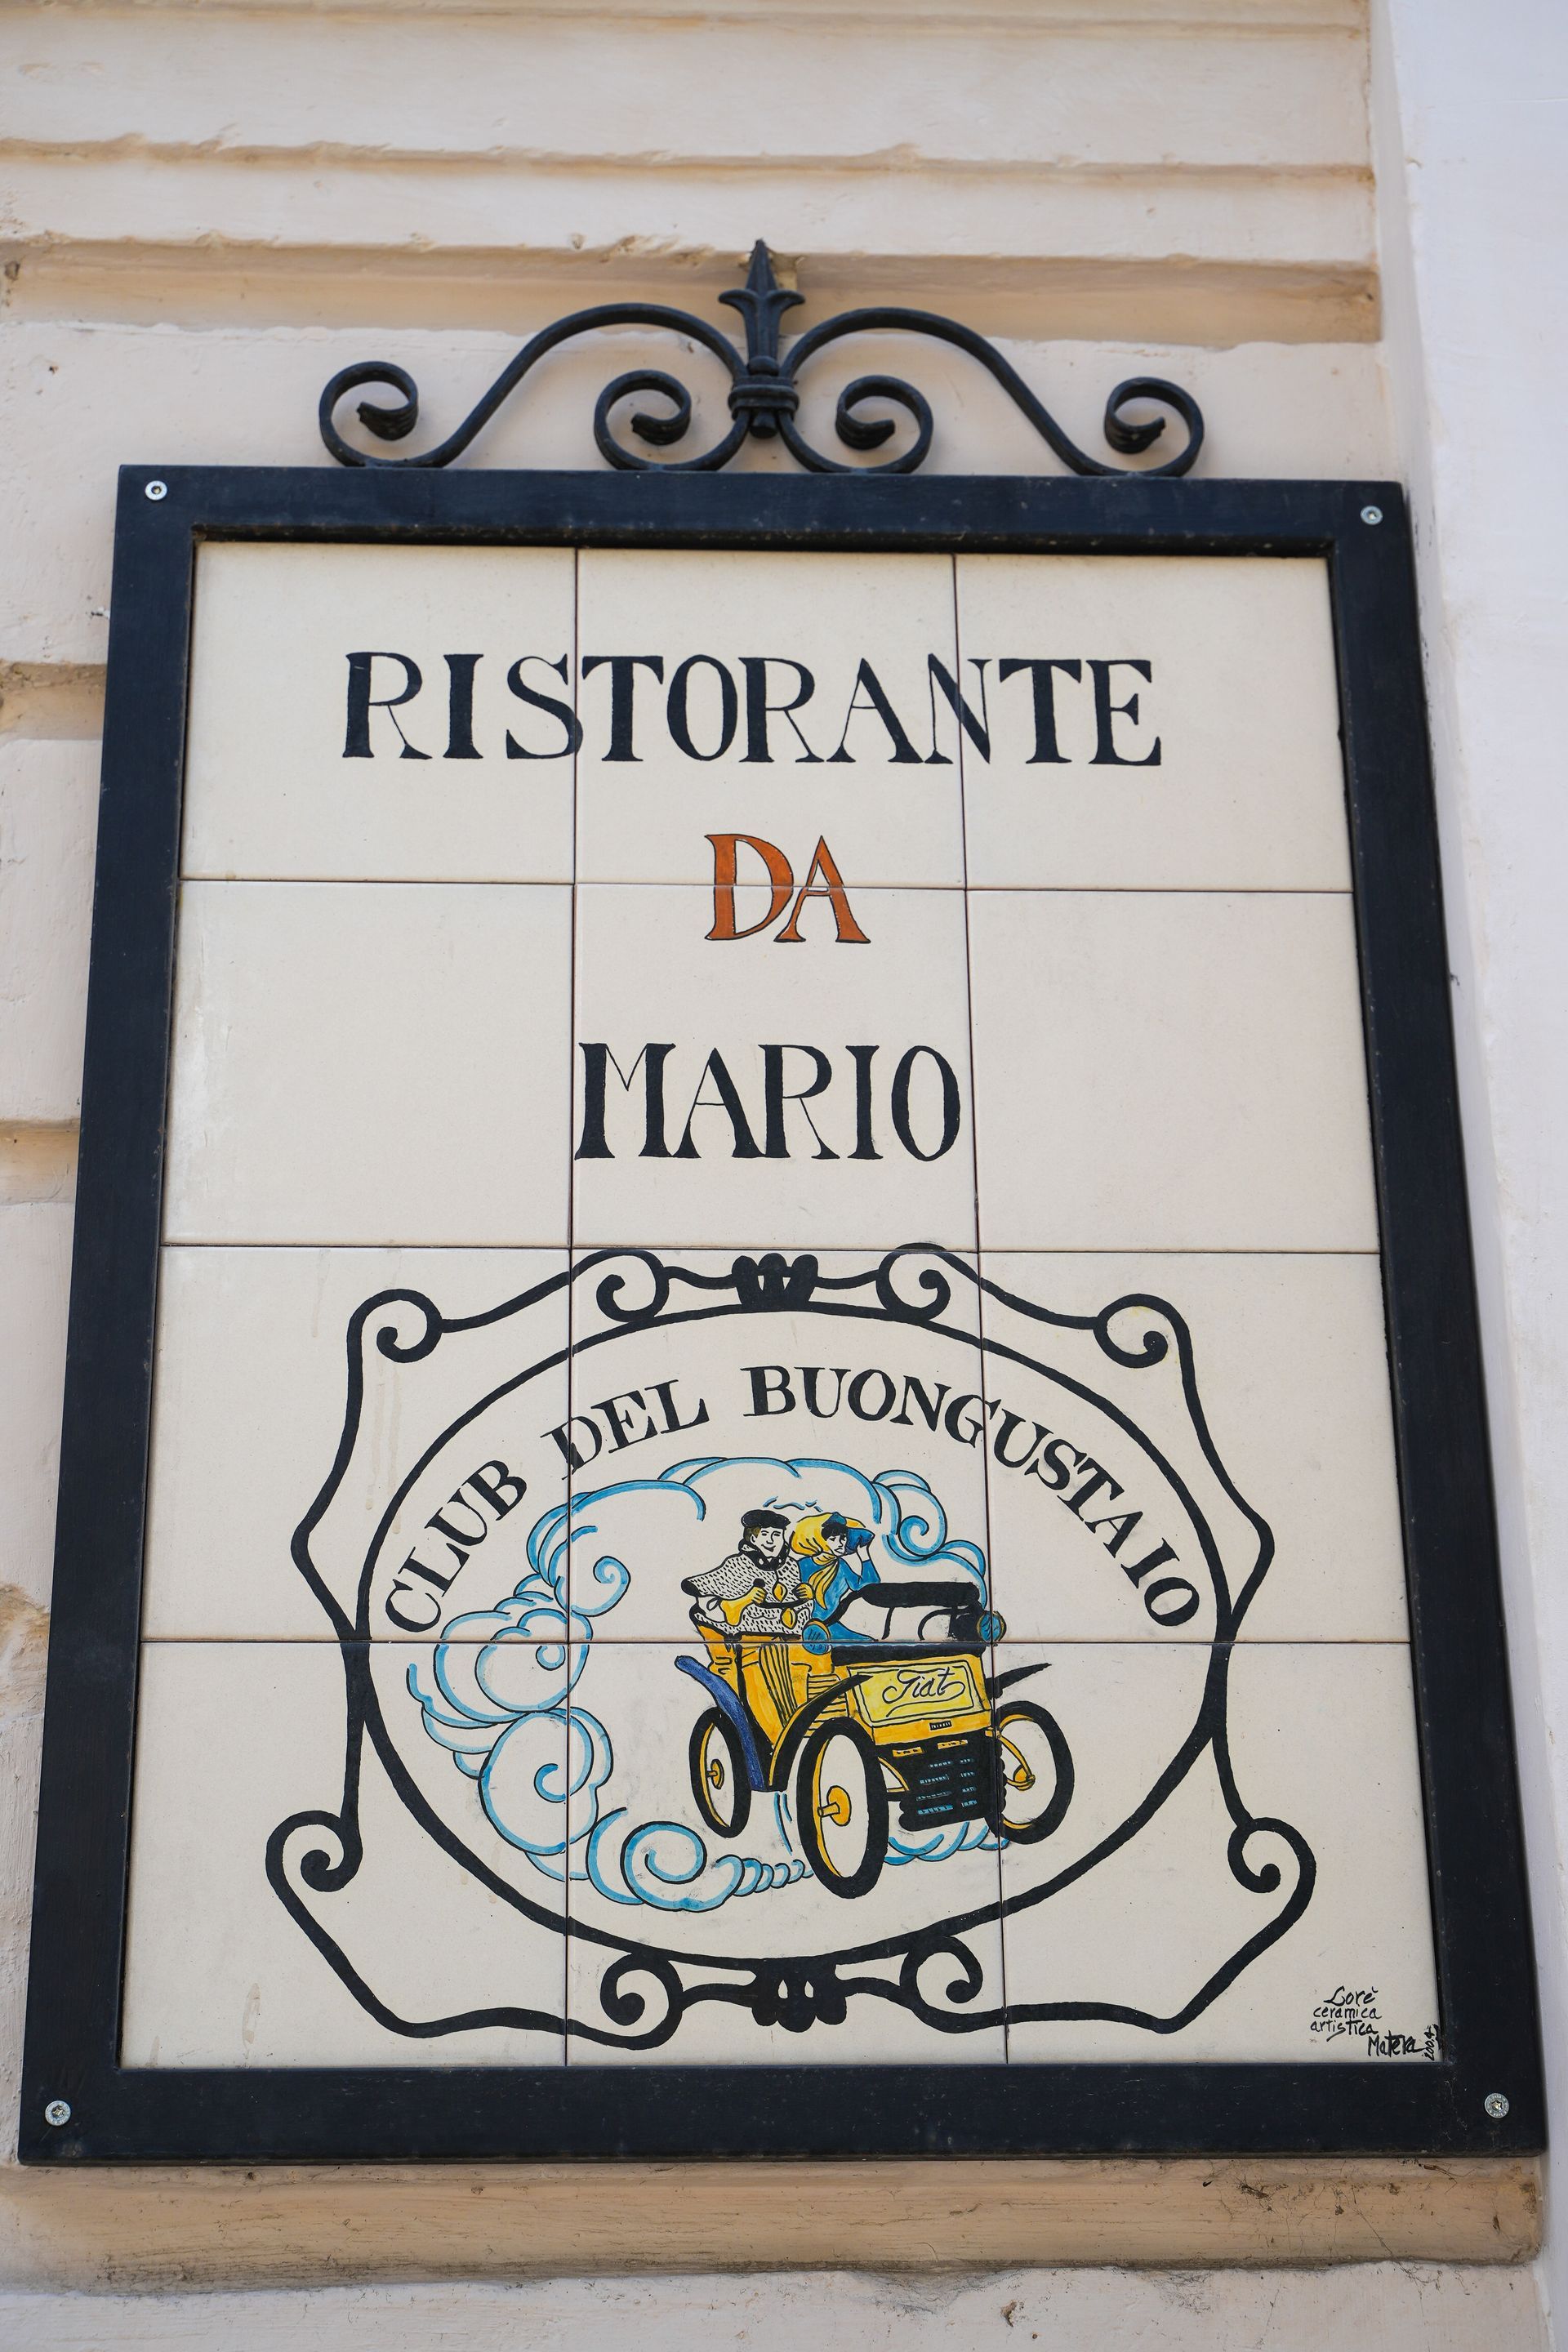 RISTORANTE
DA
MARIO
CLUB DEL BUONGUSTAIO
Fiat
Lorè
ceramica
artistica
Matera